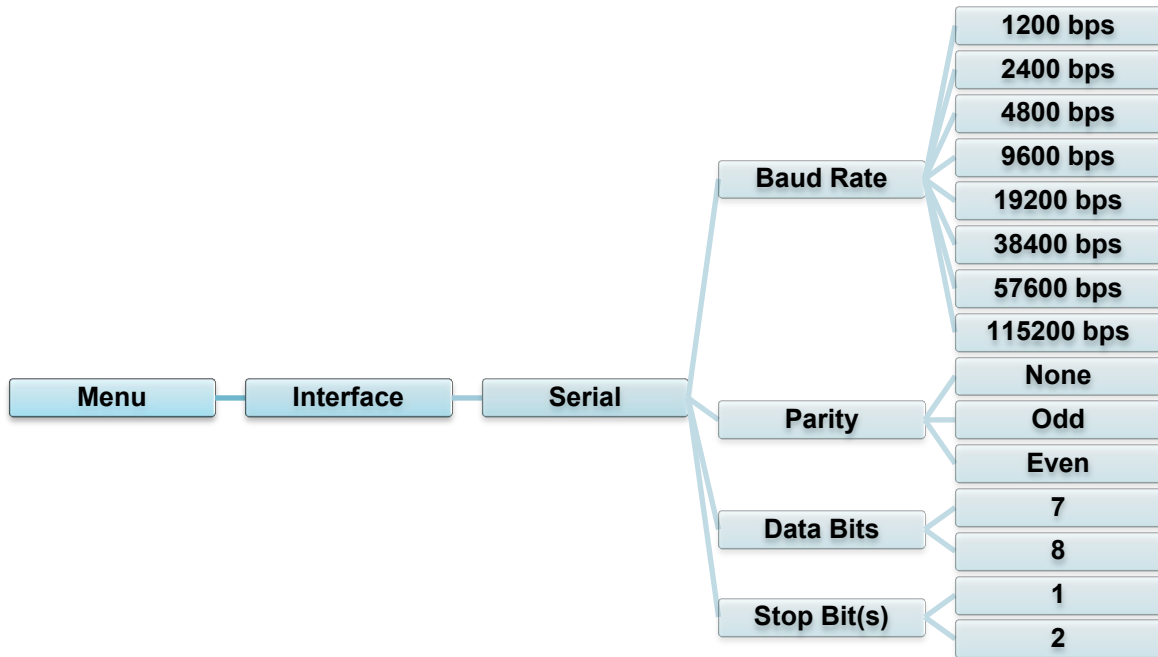 Menu
Interface
Serial
Baud Rate
1200 bps
2400 bps
4800 bps
9600 bps
19200 bps
38400 bps
57600 bps
115200 bps
Parity
None
Odd
Even
Data Bits
7
8
Stop Bit(s)
1
2